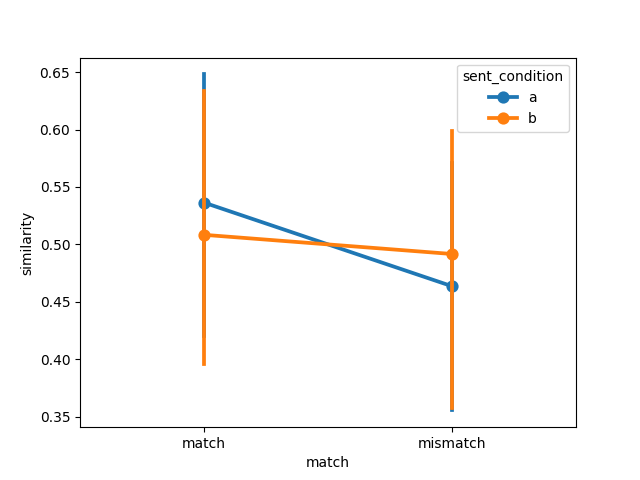 sent_condition
a
b
0.65
0.60
0.55
0.50
0.45
0.40
0.35
similarity
match
mismatch
match